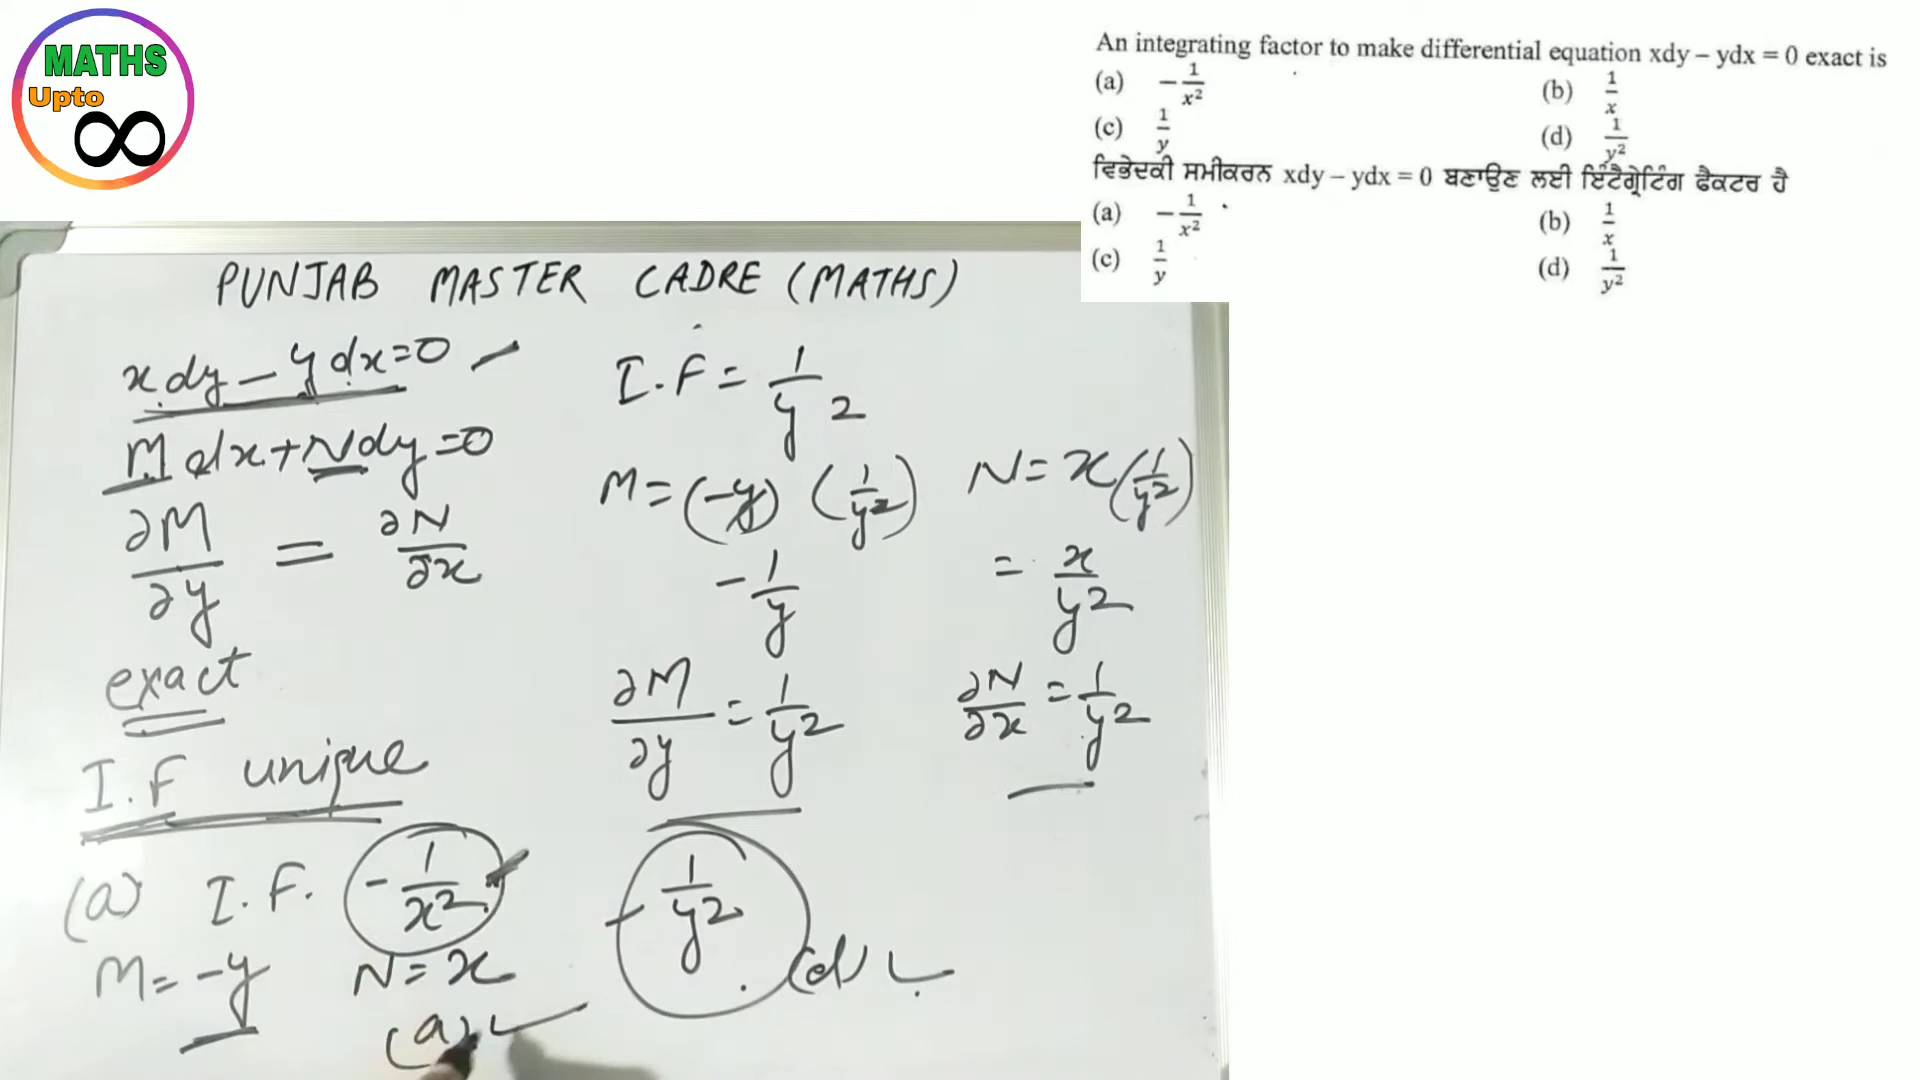 MATHS
Upto
∞
An integrating factor to make differential equation xdy – ydx = 0 exact is
(a) −1/x² (b) 1/x
(c) 1/y (d) 1/y²
ਵਿਭੇਦਕੀ ਸਮੀਕਰਨ xdy – ydx = 0 ਬਣਾਉਣ ਲਈ ਇੰਟੈਗ੍ਰੇਟਿੰਗ ਫੈਕਟਰ ਹੈ
(a) −1/x² (b) 1/x
(c) 1/y (d) 1/y²
PUNJAB MASTER CADRE (MATHS)
xdy – ydx=0
Mdx+Ndy=0
∂M/∂y = ∂N/∂x
exact
I.F unique
(a) I.F. -1/x²
M= -y N= x
(a)
I.F = 1/y²
M= (-y) (1/y²)
-1/y
∂M/∂y = 1/y²
N= x(1/y²)
= x/y²
∂N/∂x = 1/y²
- 1/y²
(d)